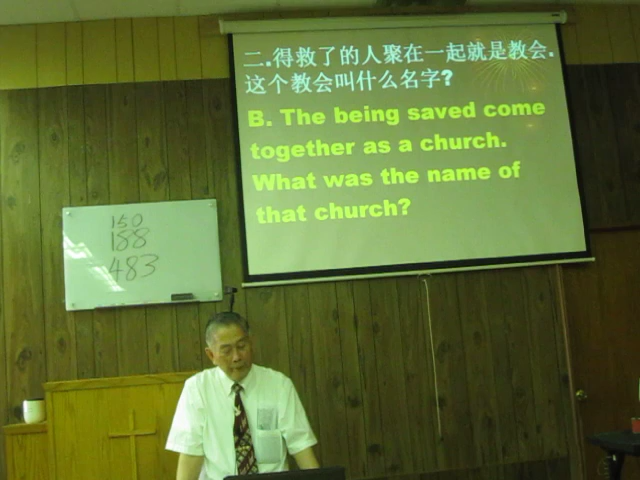 二.得救了的人聚在一起就是教会.
这个教会叫什么名字?
B. The being saved come
together as a church.
What was the name of
that church?
150
188
483